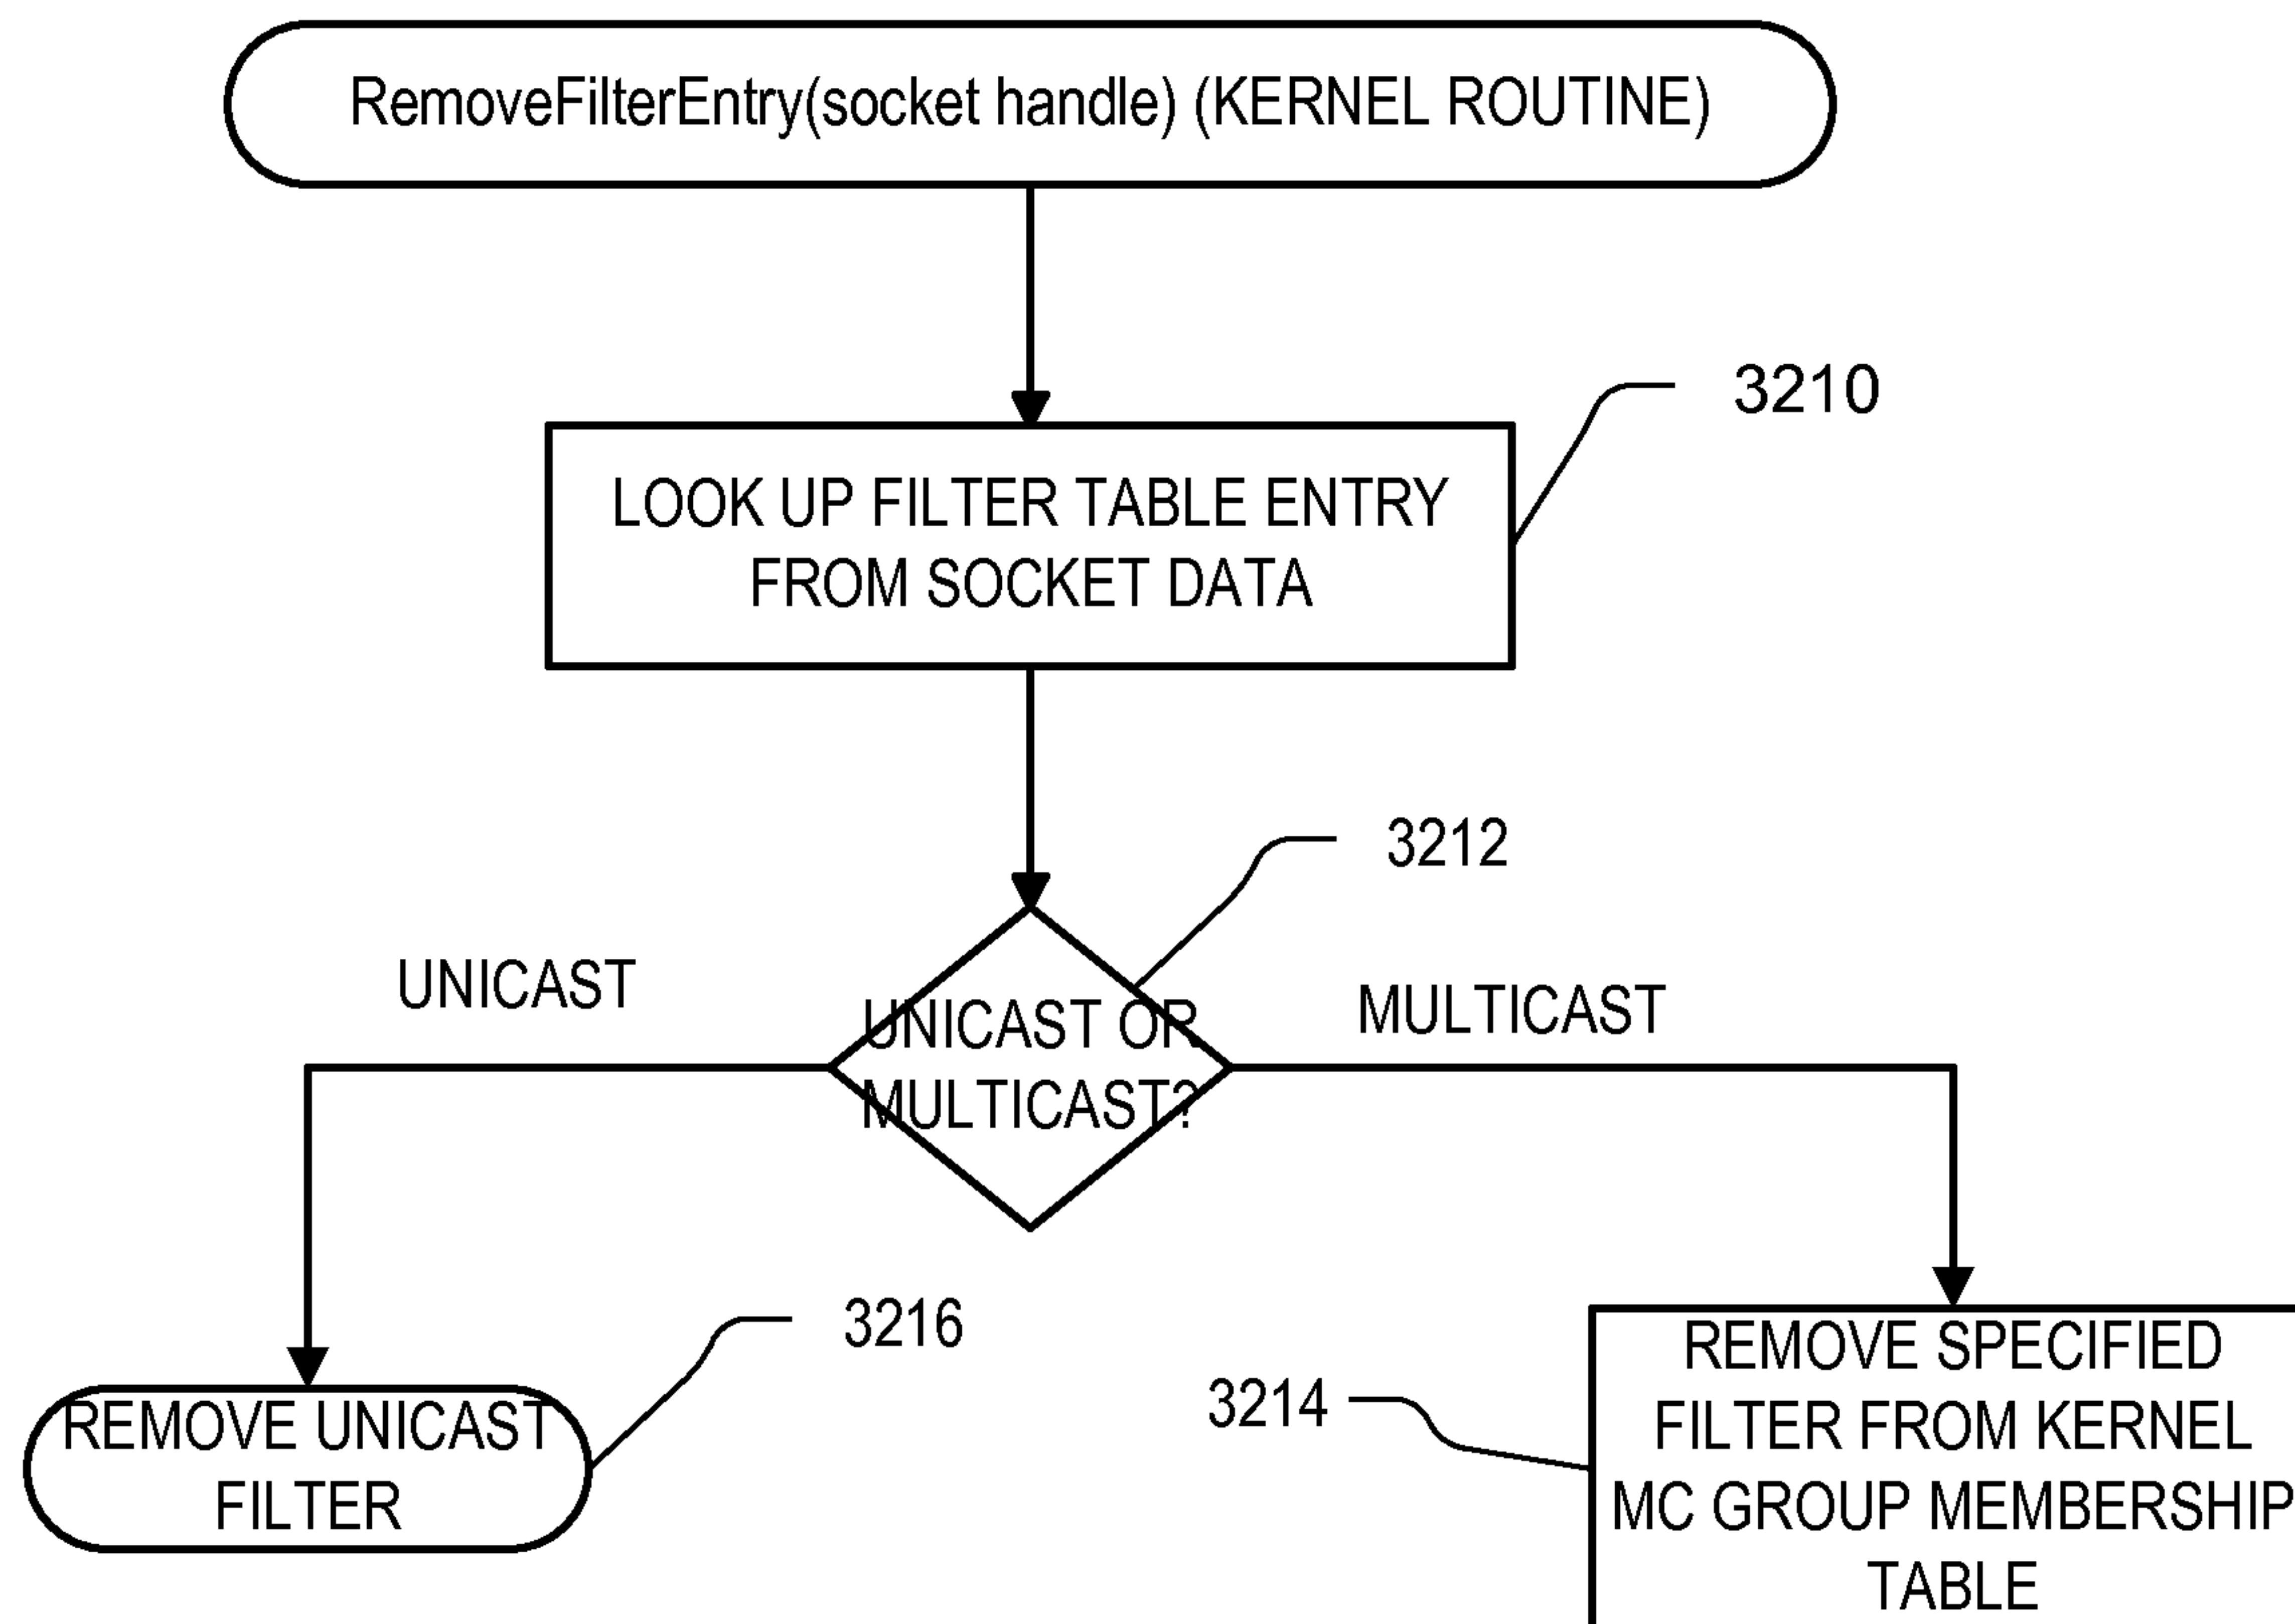 RemoveFilterEntry(socket handle) (KERNEL ROUTINE)
3210
LOOK UP FILTER TABLE ENTRY
FROM SOCKET DATA
3212
UNICAST
UNICAST OR
MULTICAST?
MULTICAST
3216
REMOVE UNICAST
FILTER
3214
REMOVE SPECIFIED
FILTER FROM KERNEL
MC GROUP MEMBERSHIP
TABLE